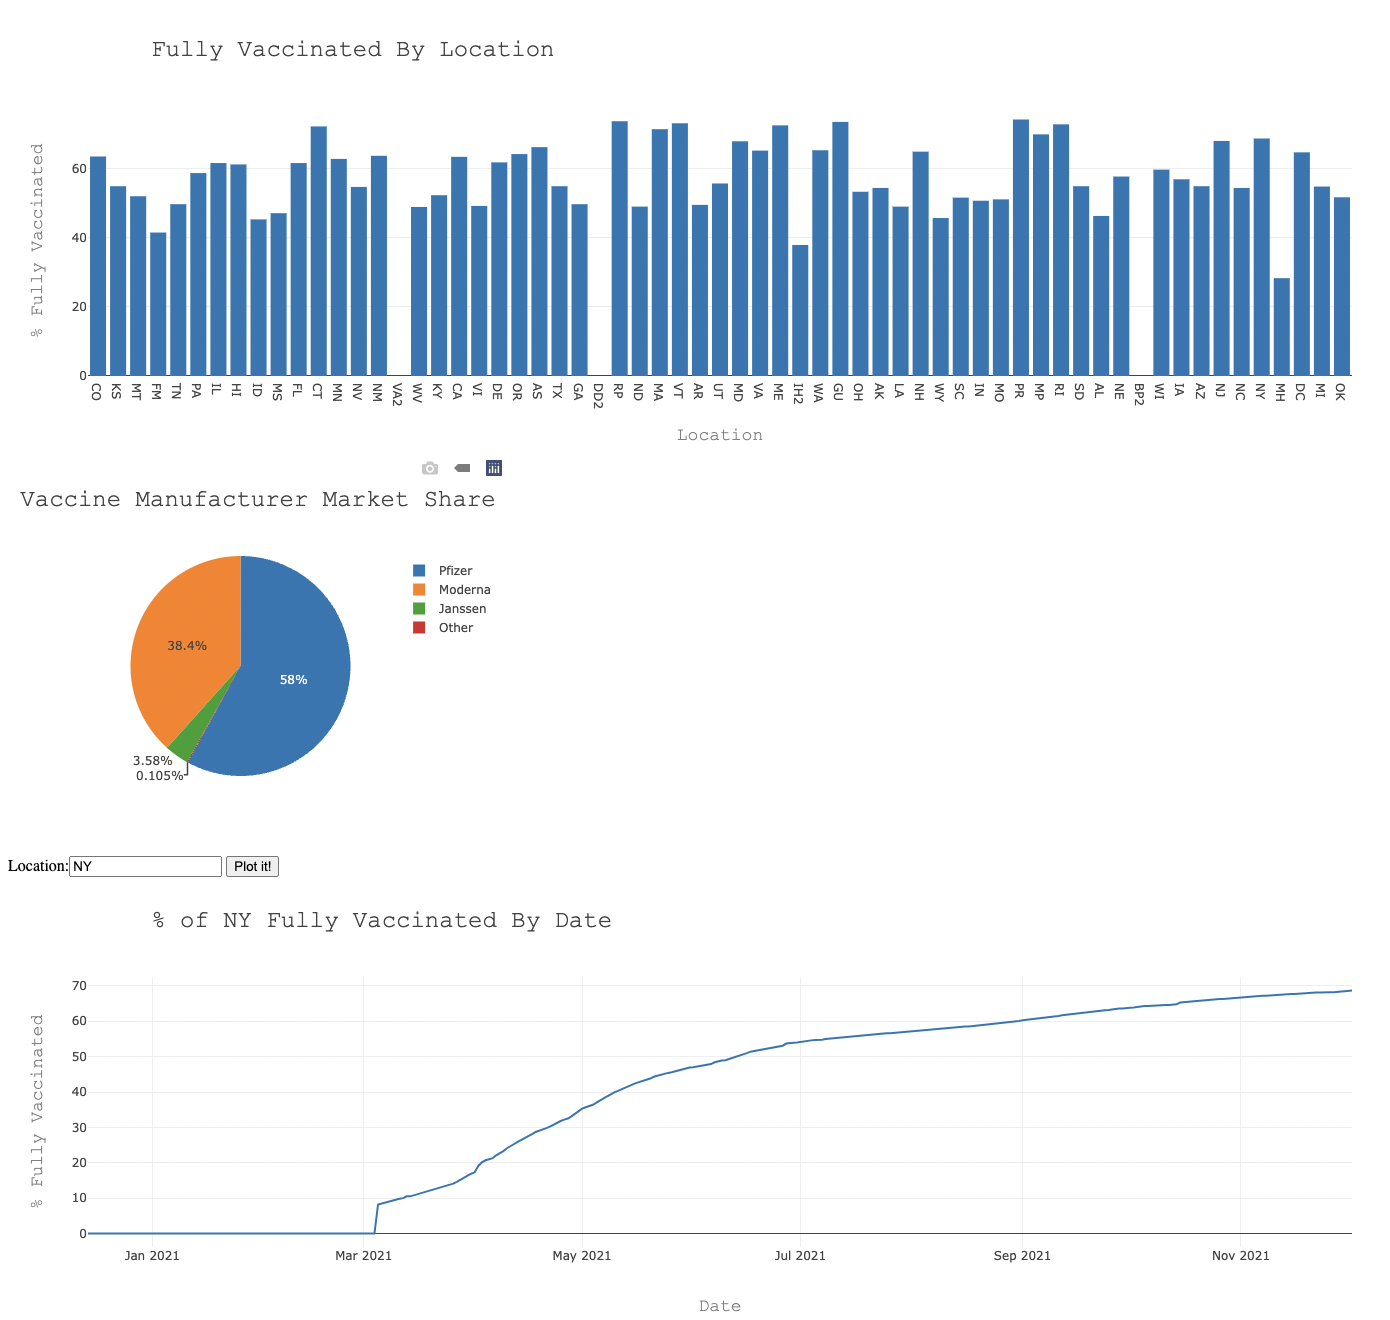 Fully Vaccinated By Location
% Fully Vaccinated
60
40
20
0
CO KS MT FM TN PA IL HI ID MS FL CT MN NV NM VA2 WV KY CA VI DE OR AS TX GA DD2 RP ND MA VT AR UT MD VA ME IH2 WA GU OH AK LA NH WY SC IN MO PR MP RI SD AL NE BP2 WI IA AZ NJ NC NY MH DC MI OK
Location
Vaccine Manufacturer Market Share
Pfizer
Moderna
Janssen
Other
38.4%
58%
3.58%
0.105%
Location: NY Plot it!
% of NY Fully Vaccinated By Date
% Fully Vaccinated
70
60
50
40
30
20
10
0
Jan 2021 Mar 2021 May 2021 Jul 2021 Sep 2021 Nov 2021
Date